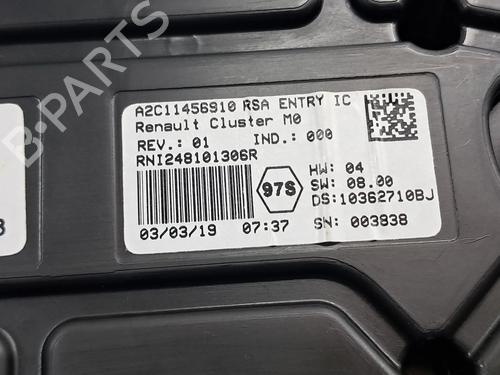 A2C11456910 RSA ENTRY IC
Renault Cluster M0
REV.: 01 IND.: 000
RNI248101306R
97S
HW: 04
SW: 08.00
DS:10362710BJ
03/03/19 07:37 SN: 003838